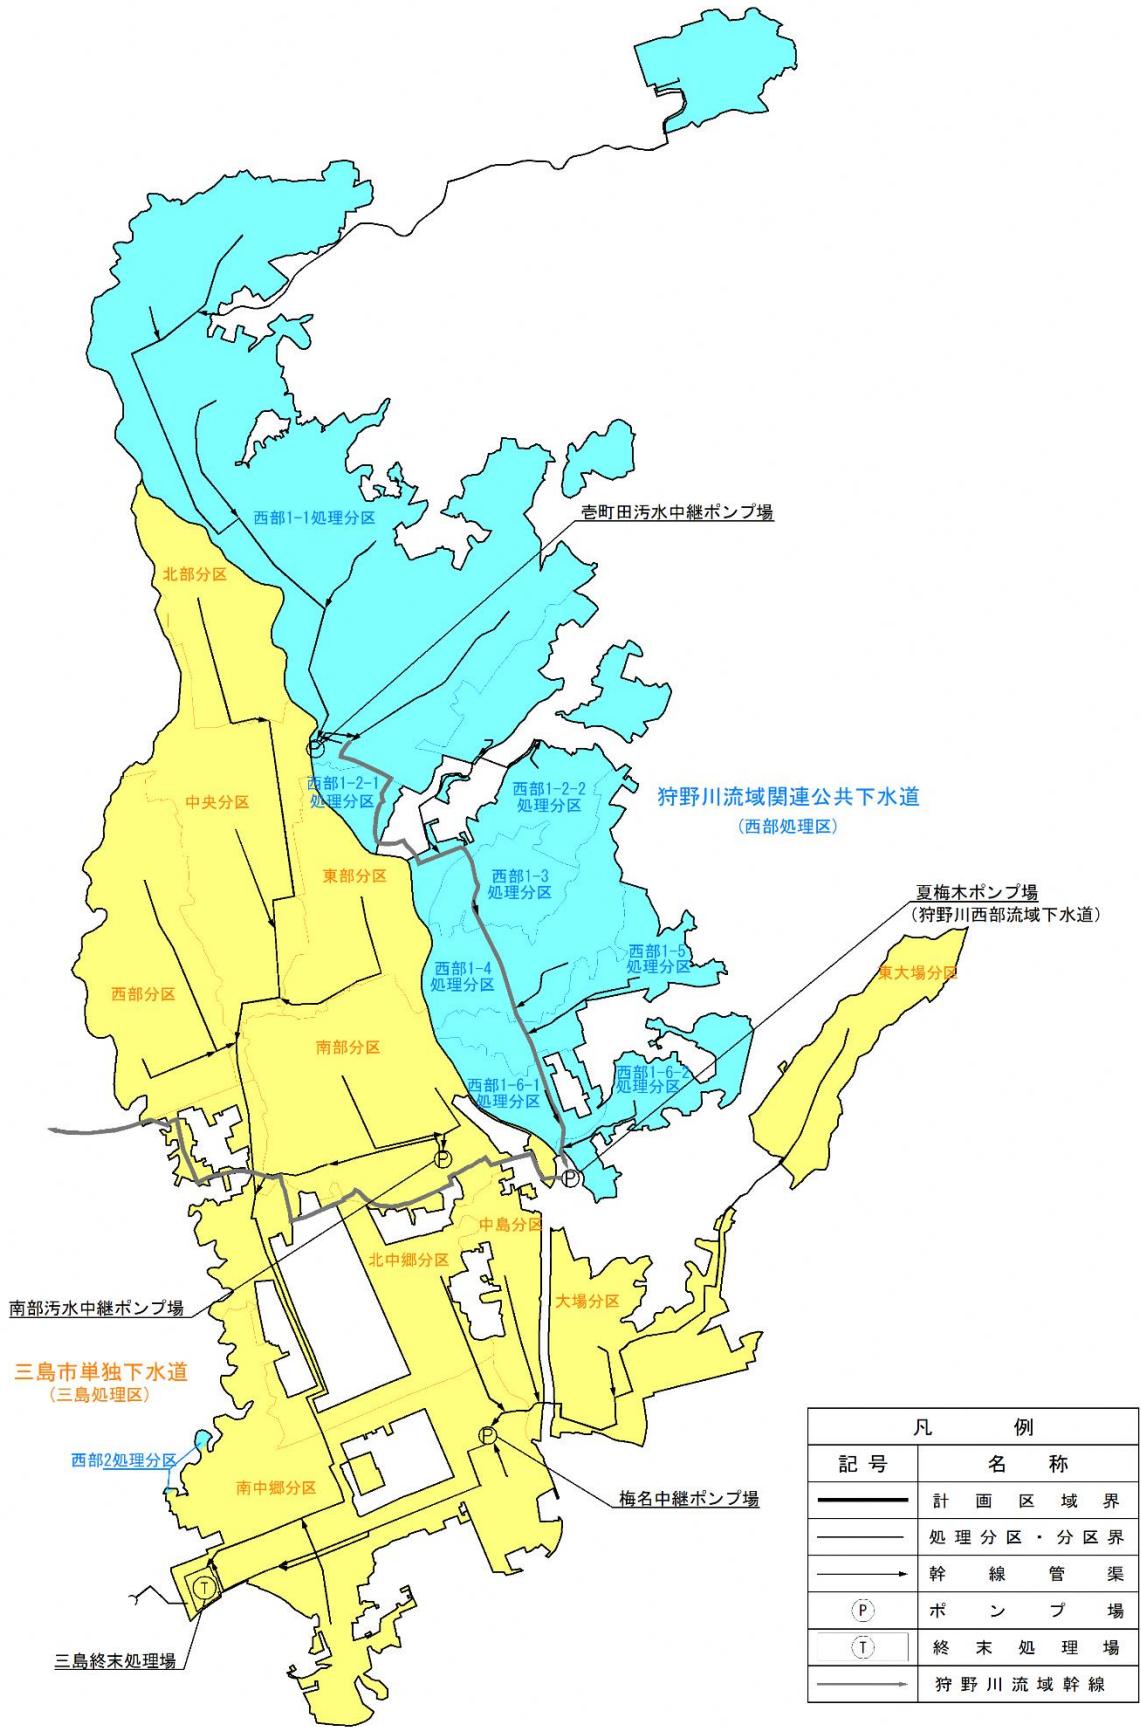 西部1-1処理分区
壱町田汚水中継ポンプ場
北部分区
西部1-2-1
処理分区
中央分区
西部1-2-2
処理分区
狩野川流域関連公共下水道
(西部処理区)
東部分区
西部1-3
処理分区
夏梅木ポンプ場
(狩野川西部流域下水道)
西部1-4
処理分区
西部1-5
処理分区
東大場分区
西部分区
南部分区
西部1-6-1
処理分区
西部1-6-2
処理分区
P
P
P
中島分区
北中郷分区
大場分区
南部汚水中継ポンプ場
三島市単独下水道
(三島処理区)
西部2処理分区
P
南中郷分区
梅名中継ポンプ場
T
三島終末処理場
凡 例
記号 名 称
計画区域界
処理分区・分区界
幹線管渠
P ポンプ場
T 終末処理場
狩野川流域幹線